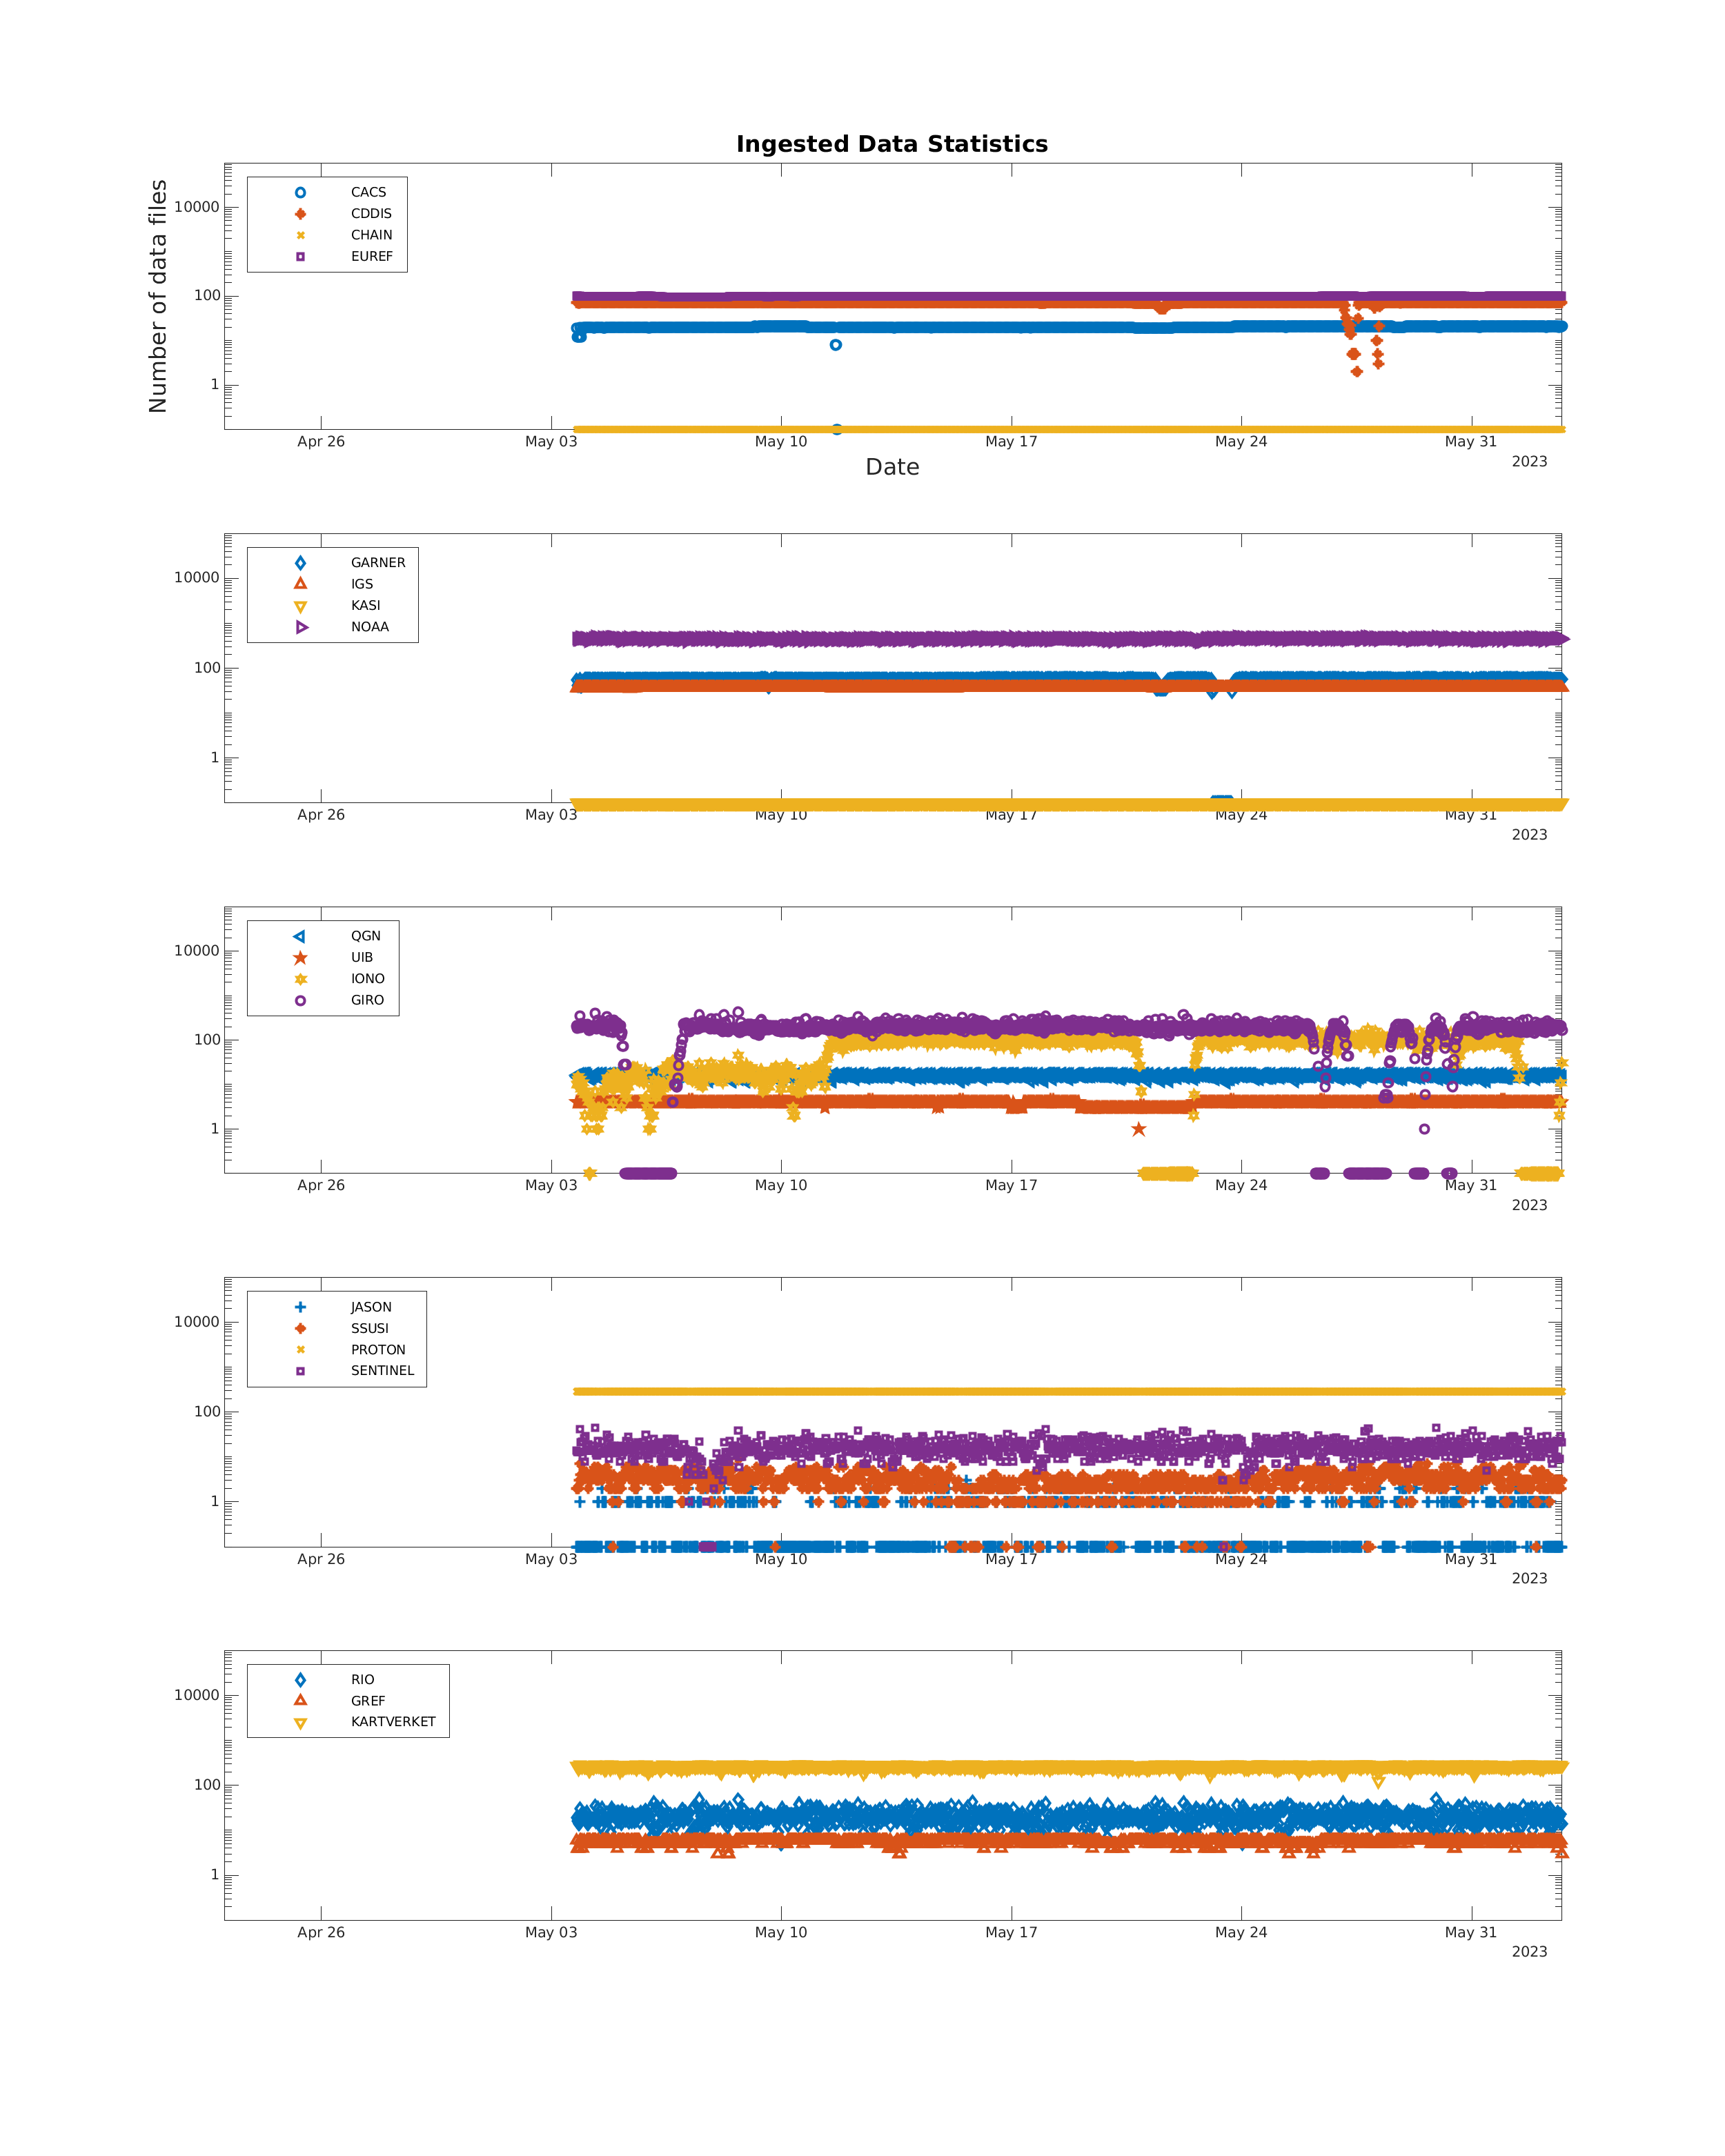 Ingested Data Statistics
Number of data files
CACS
CDDIS
CHAIN
EUREF
10000
100
1
Apr 26 May 03 May 10 May 17 May 24 May 31
2023
Date
GARNER
IGS
KASI
NOAA
10000
100
1
Apr 26 May 03 May 10 May 17 May 24 May 31
2023
QGN
UIB
IONO
GIRO
10000
100
1
Apr 26 May 03 May 10 May 17 May 24 May 31
2023
JASON
SSUSI
PROTON
SENTINEL
10000
100
1
Apr 26 May 03 May 10 May 17 May 24 May 31
2023
RIO
GREF
KARTVERKET
10000
100
1
Apr 26 May 03 May 10 May 17 May 24 May 31
2023